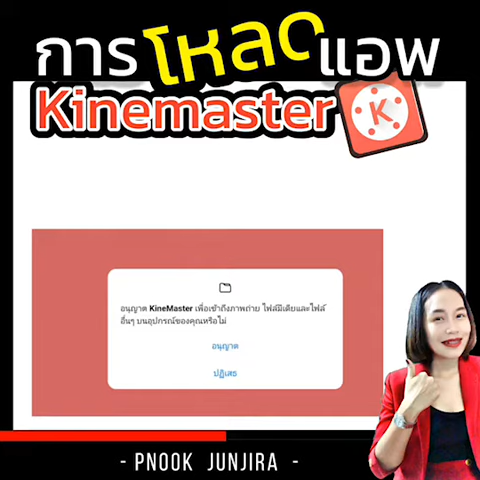 การโหลดแอพ
Kinemaster
K
อนุญาต KineMaster เพื่อเข้าถึงภาพถ่าย ไฟล์มีเดียและไฟล์
อื่นๆ บนอุปกรณ์ของคุณหรือไม่
อนุญาต
ปฏิเสธ
- PNOOK JUNJIRA -